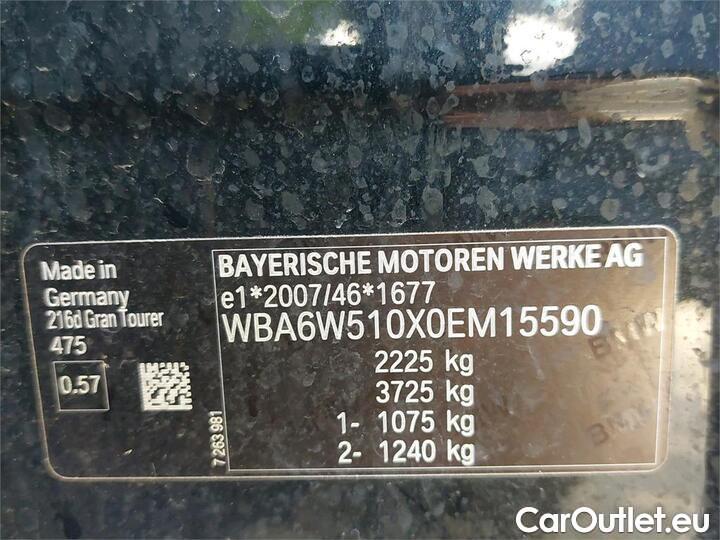 Made in
Germany
216d Gran Tourer
475
0.57
7 263 981
BAYERISCHE MOTOREN WERKE AG
e1*2007/46*1677
WBA6W510X0EM15590
2225 kg
3725 kg
1- 1075 kg
2- 1240 kg
BMW
CarOutlet.eu